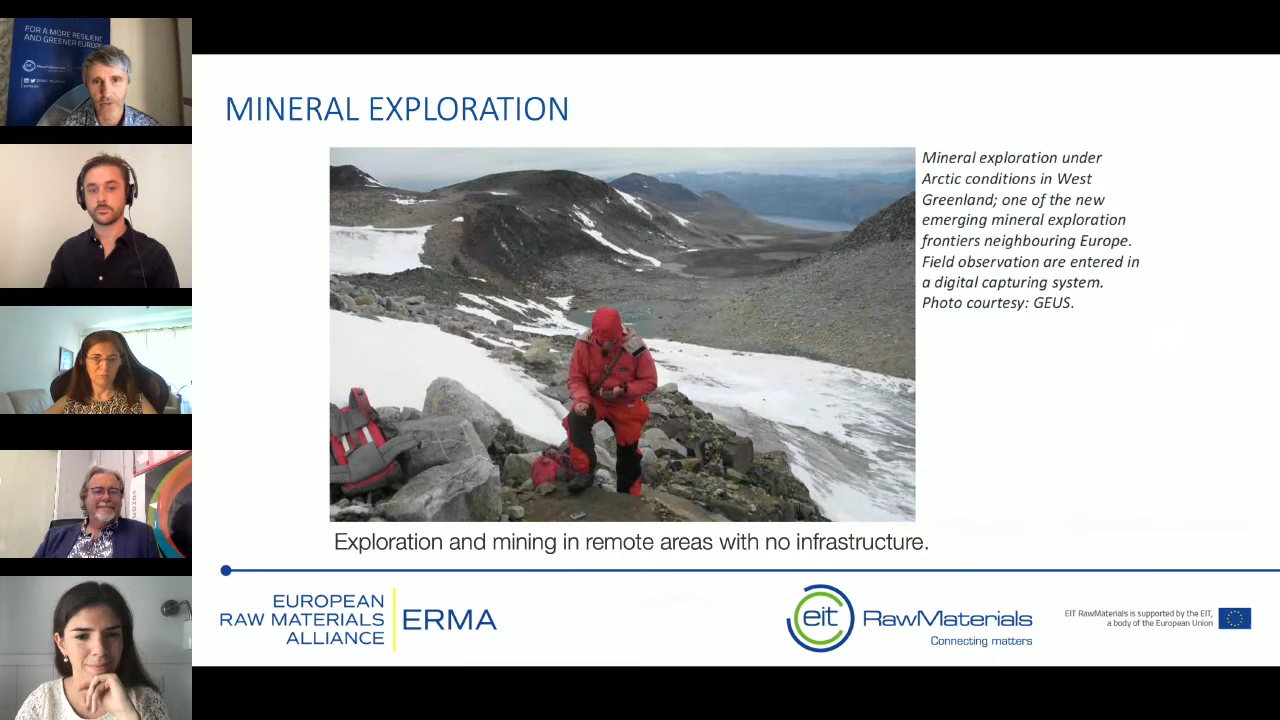 FOR A MORE RESILIENT
AND GREENER EUROPE
MINERAL EXPLORATION
Mineral exploration under
Arctic conditions in West
Greenland; one of the new
emerging mineral exploration
frontiers neighbouring Europe.
Field observation are entered in
a digital capturing system.
Photo courtesy: GEUS.
Exploration and mining in remote areas with no infrastructure.
EUROPEAN
RAW MATERIALS
ALLIANCE
ERMA
eit
RawMaterials
Connecting matters
EIT RawMaterials is supported by the EIT,
a body of the European Union